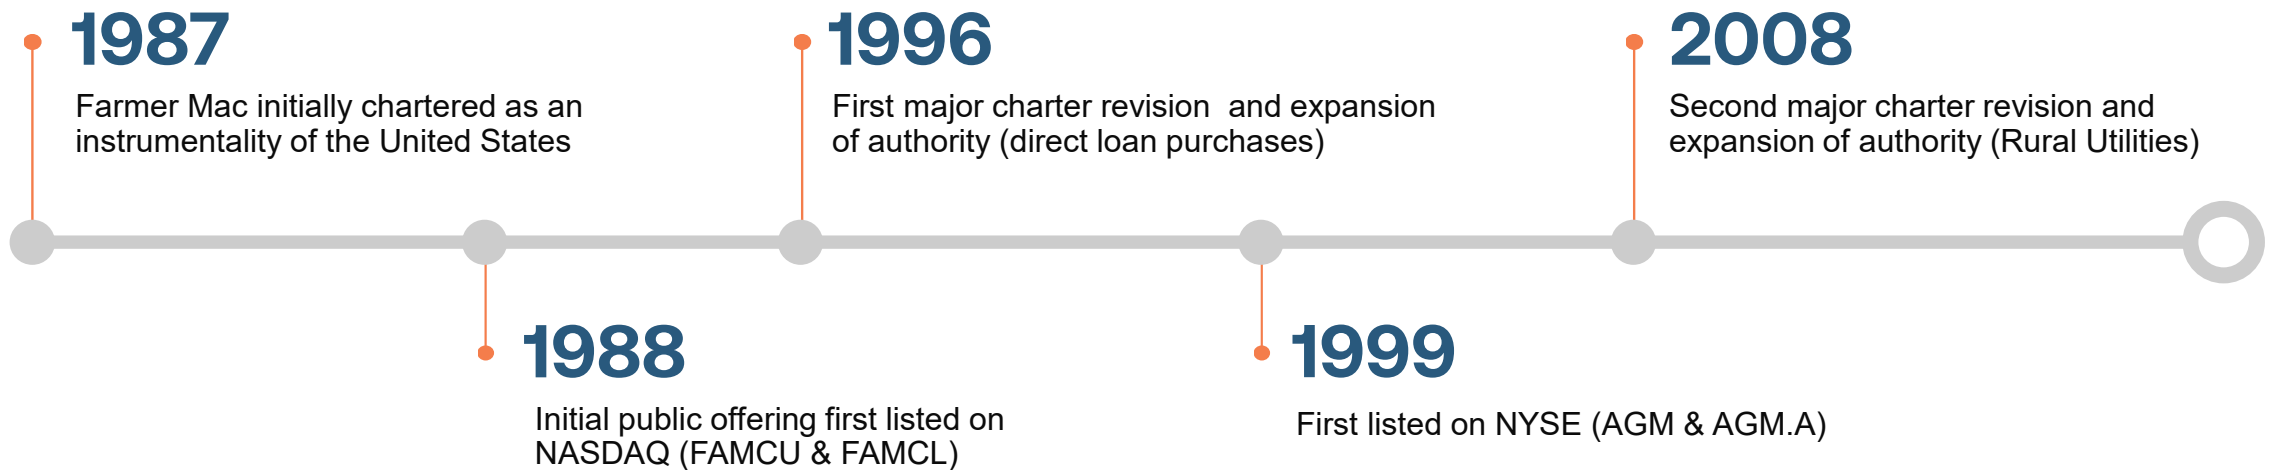 1987
Farmer Mac initially chartered as an
instrumentality of the United States
1988
Initial public offering first listed on
NASDAQ (FAMCU & FAMCL)
1996
First major charter revision  and expansion
of authority (direct loan purchases)
1999
First listed on NYSE (AGM & AGM.A)
2008
Second major charter revision and
expansion of authority (Rural Utilities)